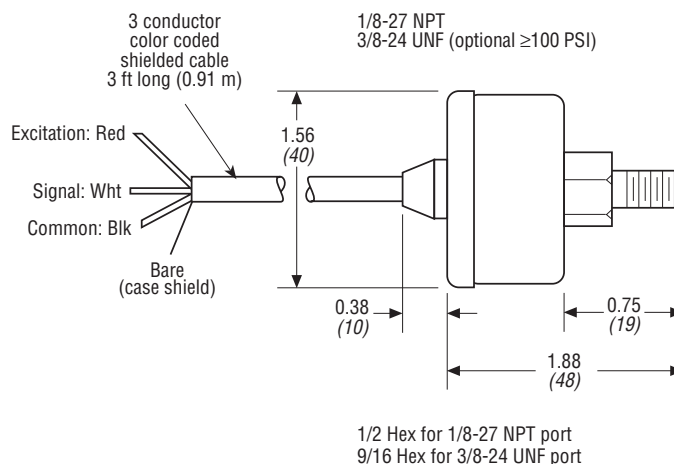 3 conductor
color coded
shielded cable
3 ft long (0.91 m)
1/8-27 NPT
3/8-24 UNF (optional ≥100 PSI)
Excitation: Red
1.56
(40)
Signal: Wht
Common: Blk
Bare
(case shield)
0.38
(10)
0.75
(19)
1.88
(48)
1/2 Hex for 1/8-27 NPT port
9/16 Hex for 3/8-24 UNF port